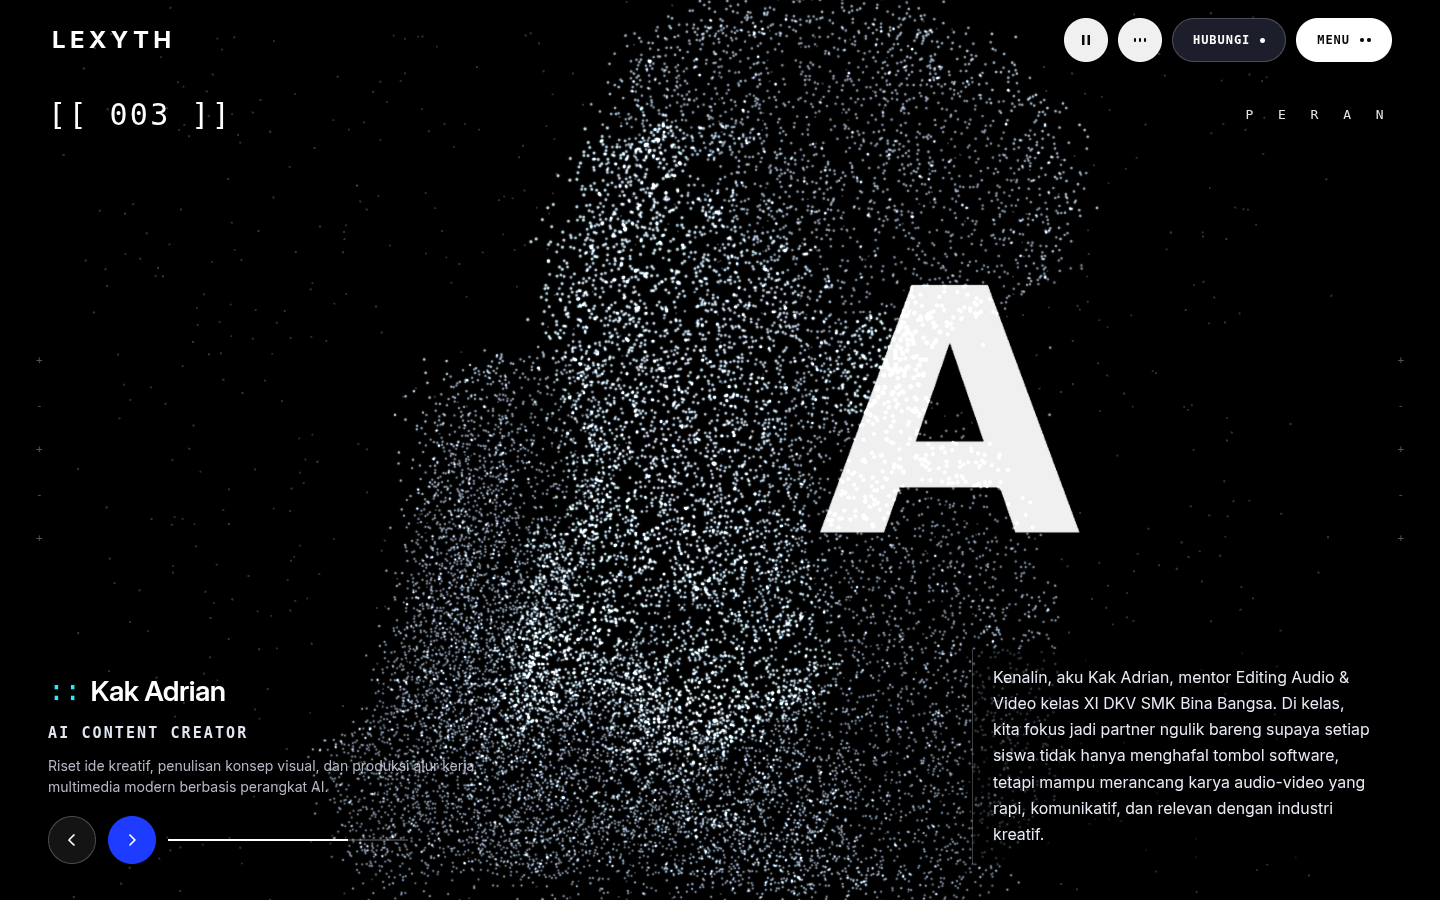 LEXYTH
HUBUNGI
MENU
[[ 003 ]]
PERAN
A
:: Kak Adrian
AI CONTENT CREATOR
Riset ide kreatif, penulisan konsep visual, dan produksi alur kerja
multimedia modern berbasis perangkat AI.
Kenalin, aku Kak Adrian, mentor Editing Audio &
Video kelas XI DKV SMK Bina Bangsa. Di kelas,
kita fokus jadi partner ngulik bareng supaya setiap
siswa tidak hanya menghafal tombol software,
tetapi mampu merancang karya audio-video yang
rapi, komunikatif, dan relevan dengan industri
kreatif.